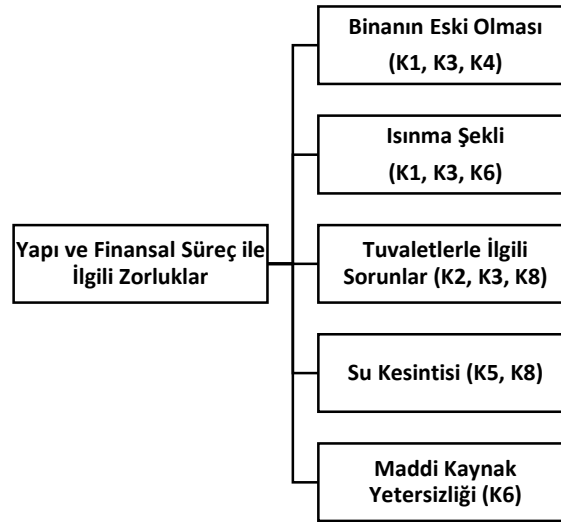 Binanın Eski Olması
(K1, K3, K4)
Isınma Şekli
(K1, K3, K6)
Yapı ve Finansal Süreç ile
İlgili Zorluklar
Tuvaletlerle İlgili
Sorunlar (K2, K3, K8)
Su Kesintisi (K5, K8)
Maddi Kaynak
Yetersizliği (K6)